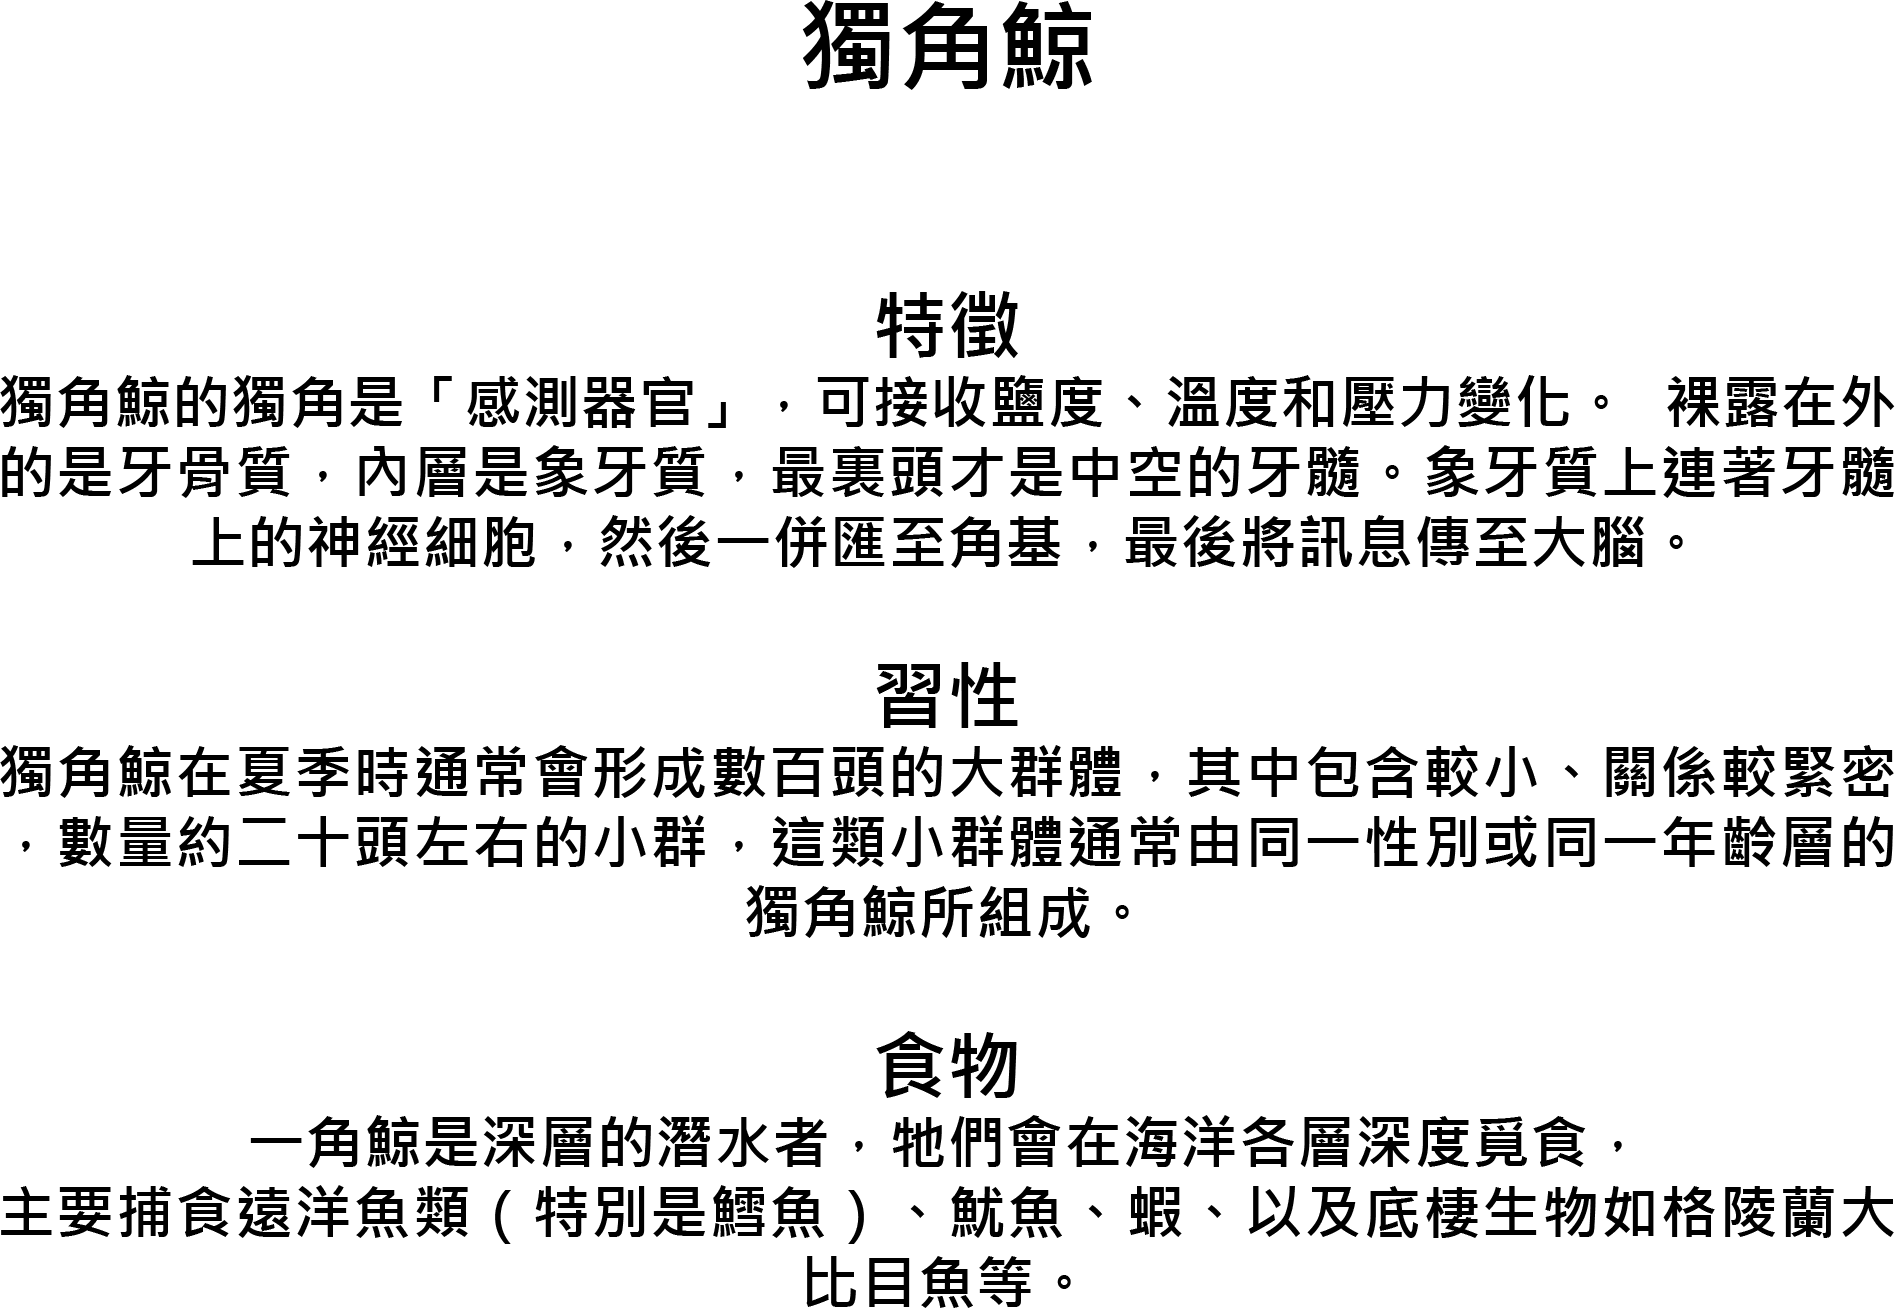 獨角鯨
特徵
獨角鯨的獨角是「感測器官」，可接收鹽度、溫度和壓力變化。 裸露在外
的是牙骨質，內層是象牙質，最裏頭才是中空的牙髓。象牙質上連著牙髓
上的神經細胞，然後一併匯至角基，最後將訊息傳至大腦。
習性
獨角鯨在夏季時通常會形成數百頭的大群體，其中包含較小、關係較緊密
，數量約二十頭左右的小群，這類小群體通常由同一性別或同一年齡層的
獨角鯨所組成。
食物
一角鯨是深層的潛水者，牠們會在海洋各層深度覓食，
主要捕食遠洋魚類（特別是鱈魚）、魷魚、蝦、以及底棲生物如格陵蘭大
比目魚等。